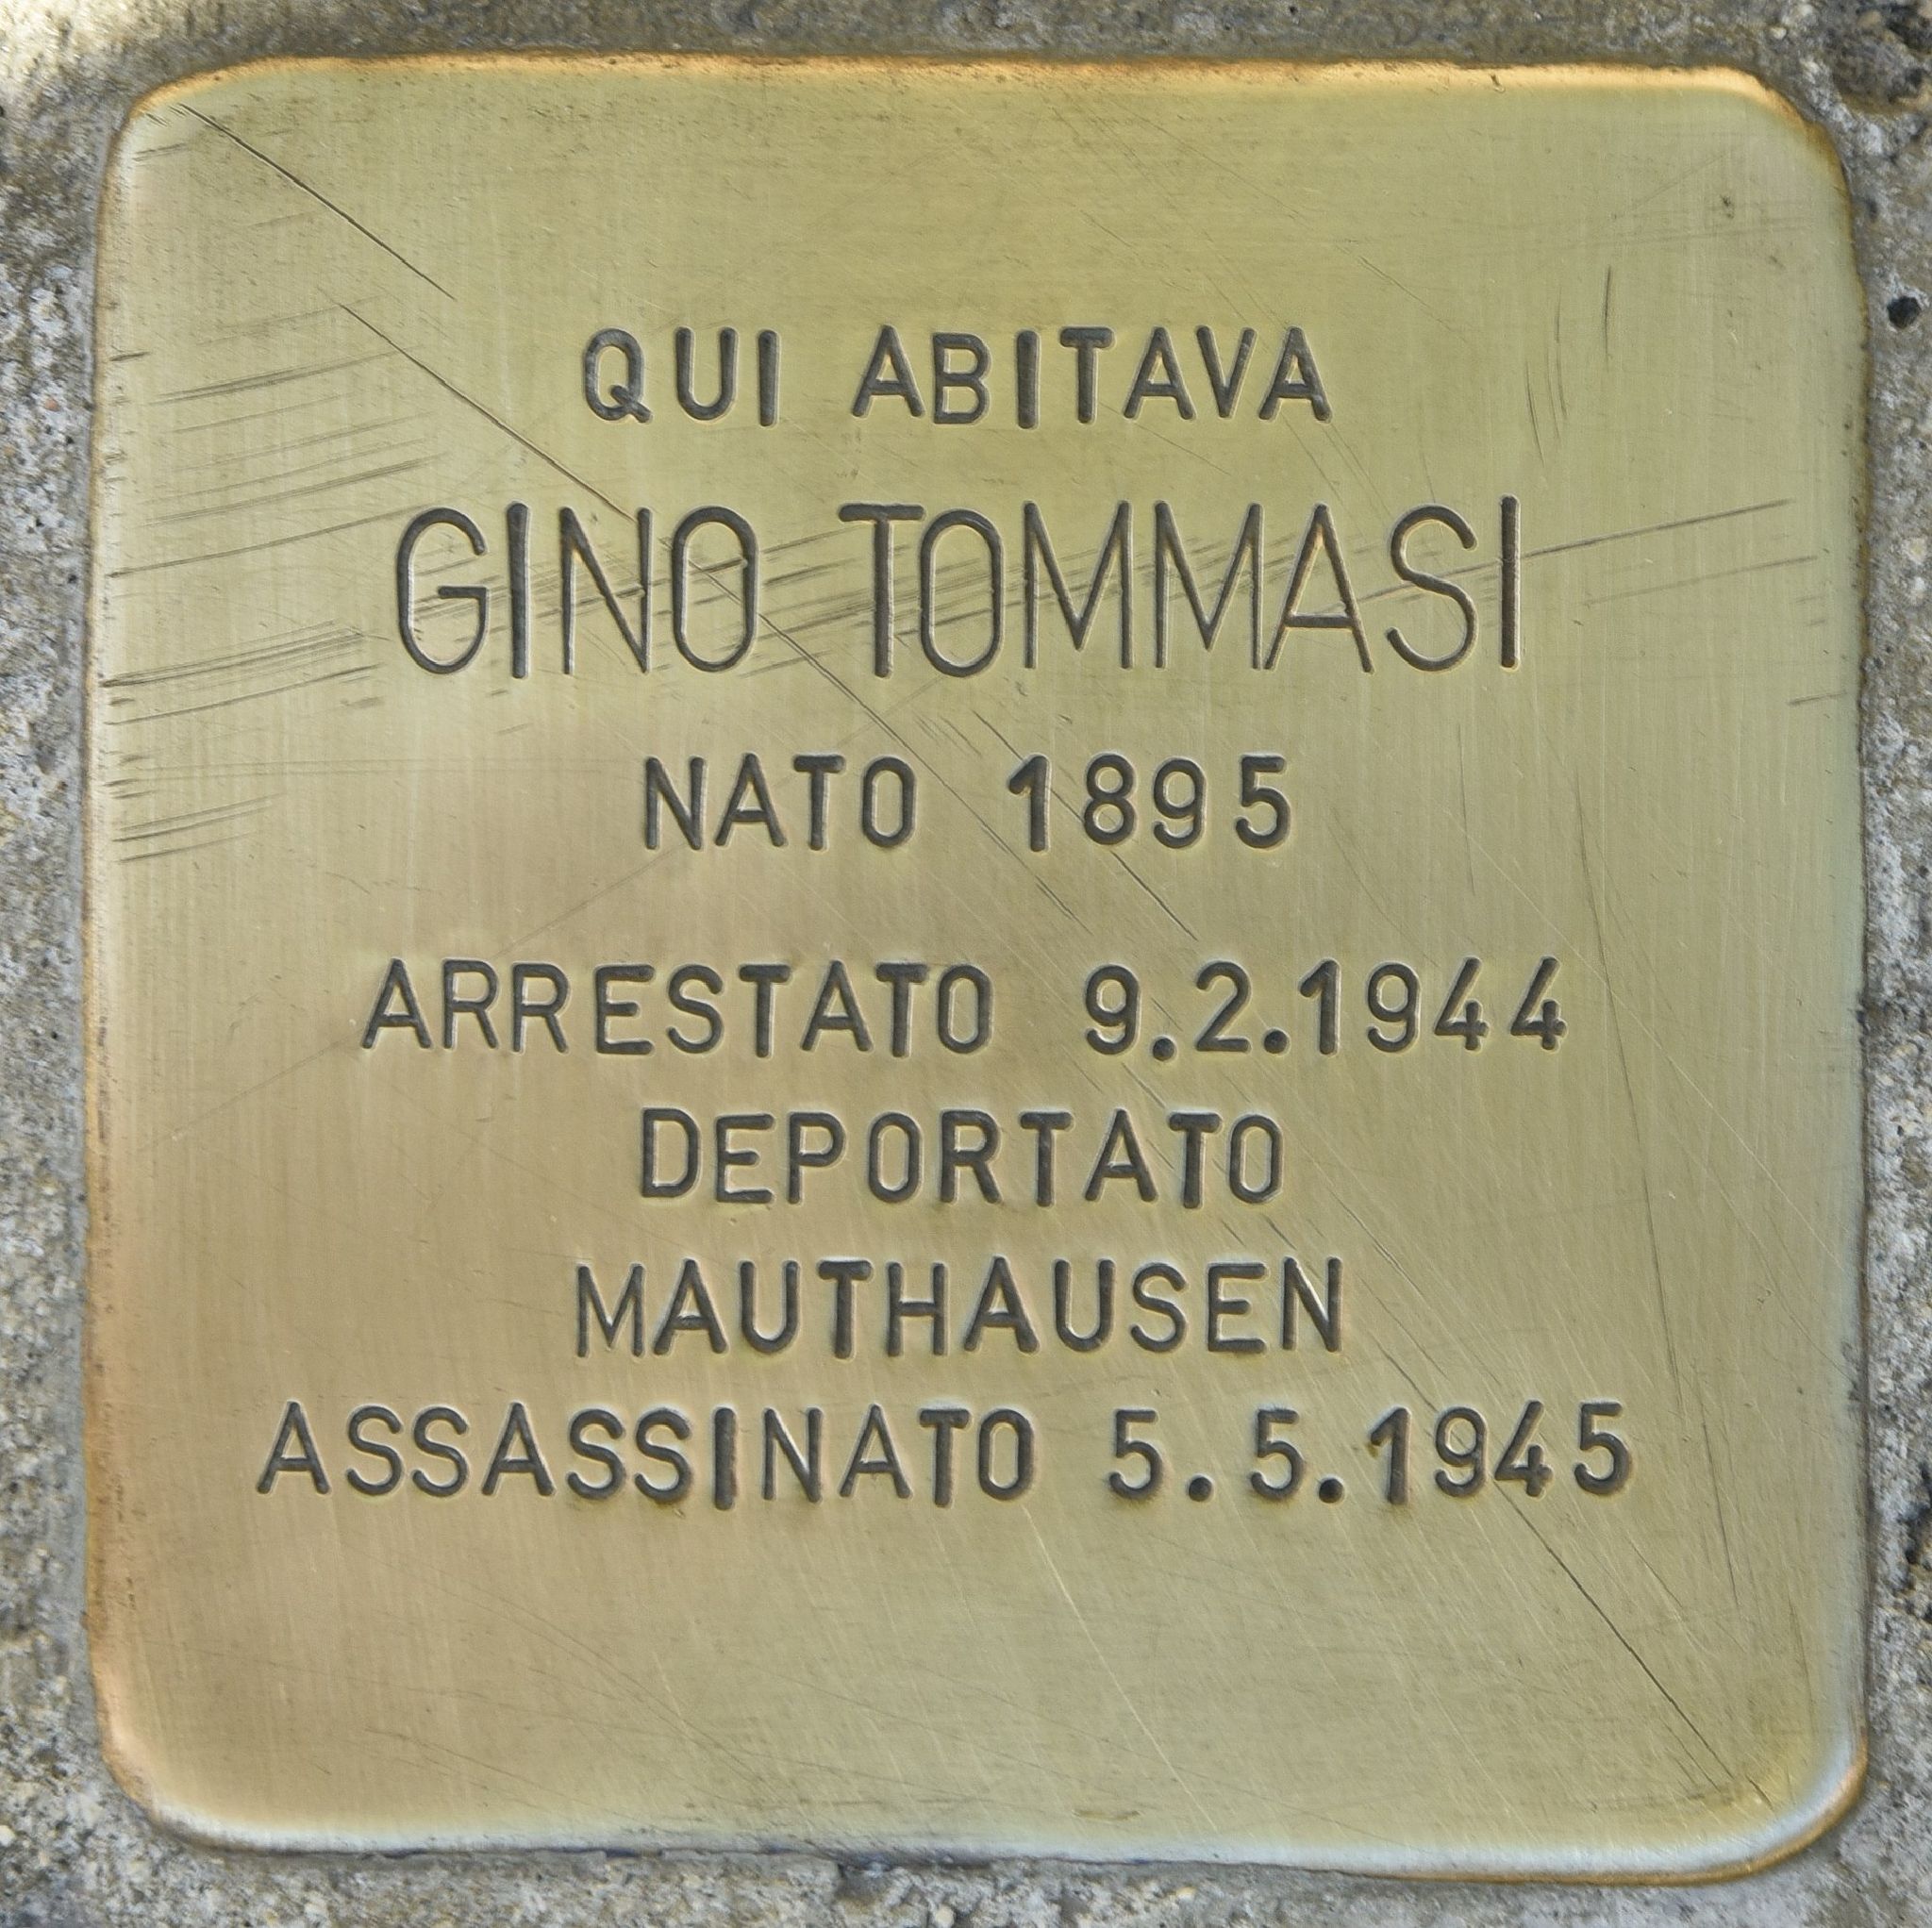 QUI ABITAVA
GINO TOMMASI
NATO 1895
ARRESTATO 9.2.1944
DEPORTATO
MAUTHAUSEN
ASSASSINATO 5.5.1945